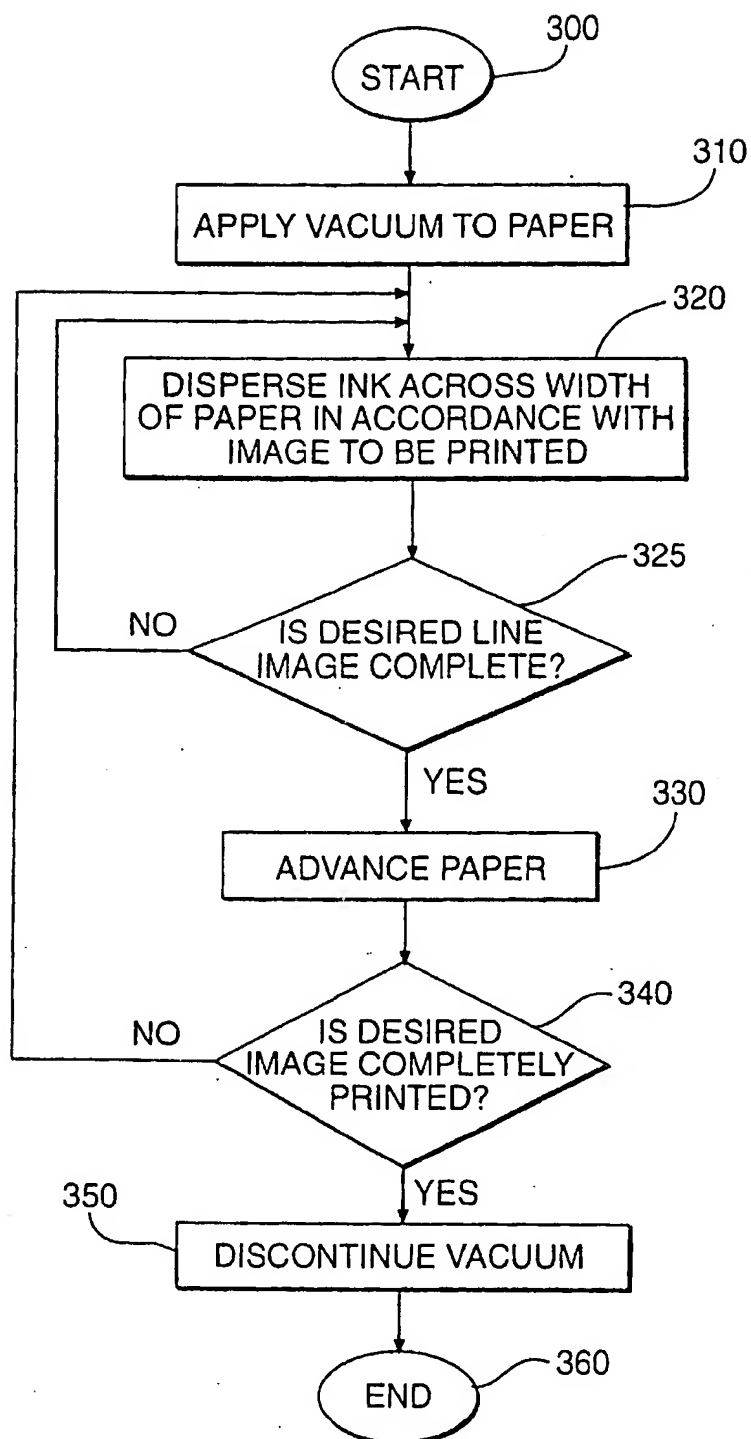 300
START
310
APPLY VACUUM TO PAPER
320
DISPERSE INK ACROSS WIDTH
OF PAPER IN ACCORDANCE WITH
IMAGE TO BE PRINTED
325
NO
IS DESIRED LINE
IMAGE COMPLETE?
YES
330
ADVANCE PAPER
340
NO
IS DESIRED
IMAGE COMPLETELY
PRINTED?
350
YES
DISCONTINUE VACUUM
360
END